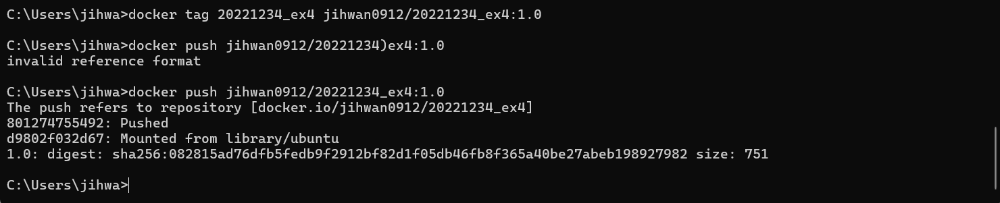 C:\Users\jihwa>docker tag 20221234_ex4 jihwan0912/20221234_ex4:1.0
C:\Users\jihwa>docker push jihwan0912/20221234)ex4:1.0
invalid reference format
C:\Users\jihwa>docker push jihwan0912/20221234_ex4:1.0
The push refers to repository [docker.io/jihwan0912/20221234_ex4]
801274755492: Pushed
d9802f032d67: Mounted from library/ubuntu
1.0: digest: sha256:082815ad76dfb5fedb9f2912bf82d1f05db46fb8f365a40be27abeb198927982 size: 751
C:\Users\jihwa>